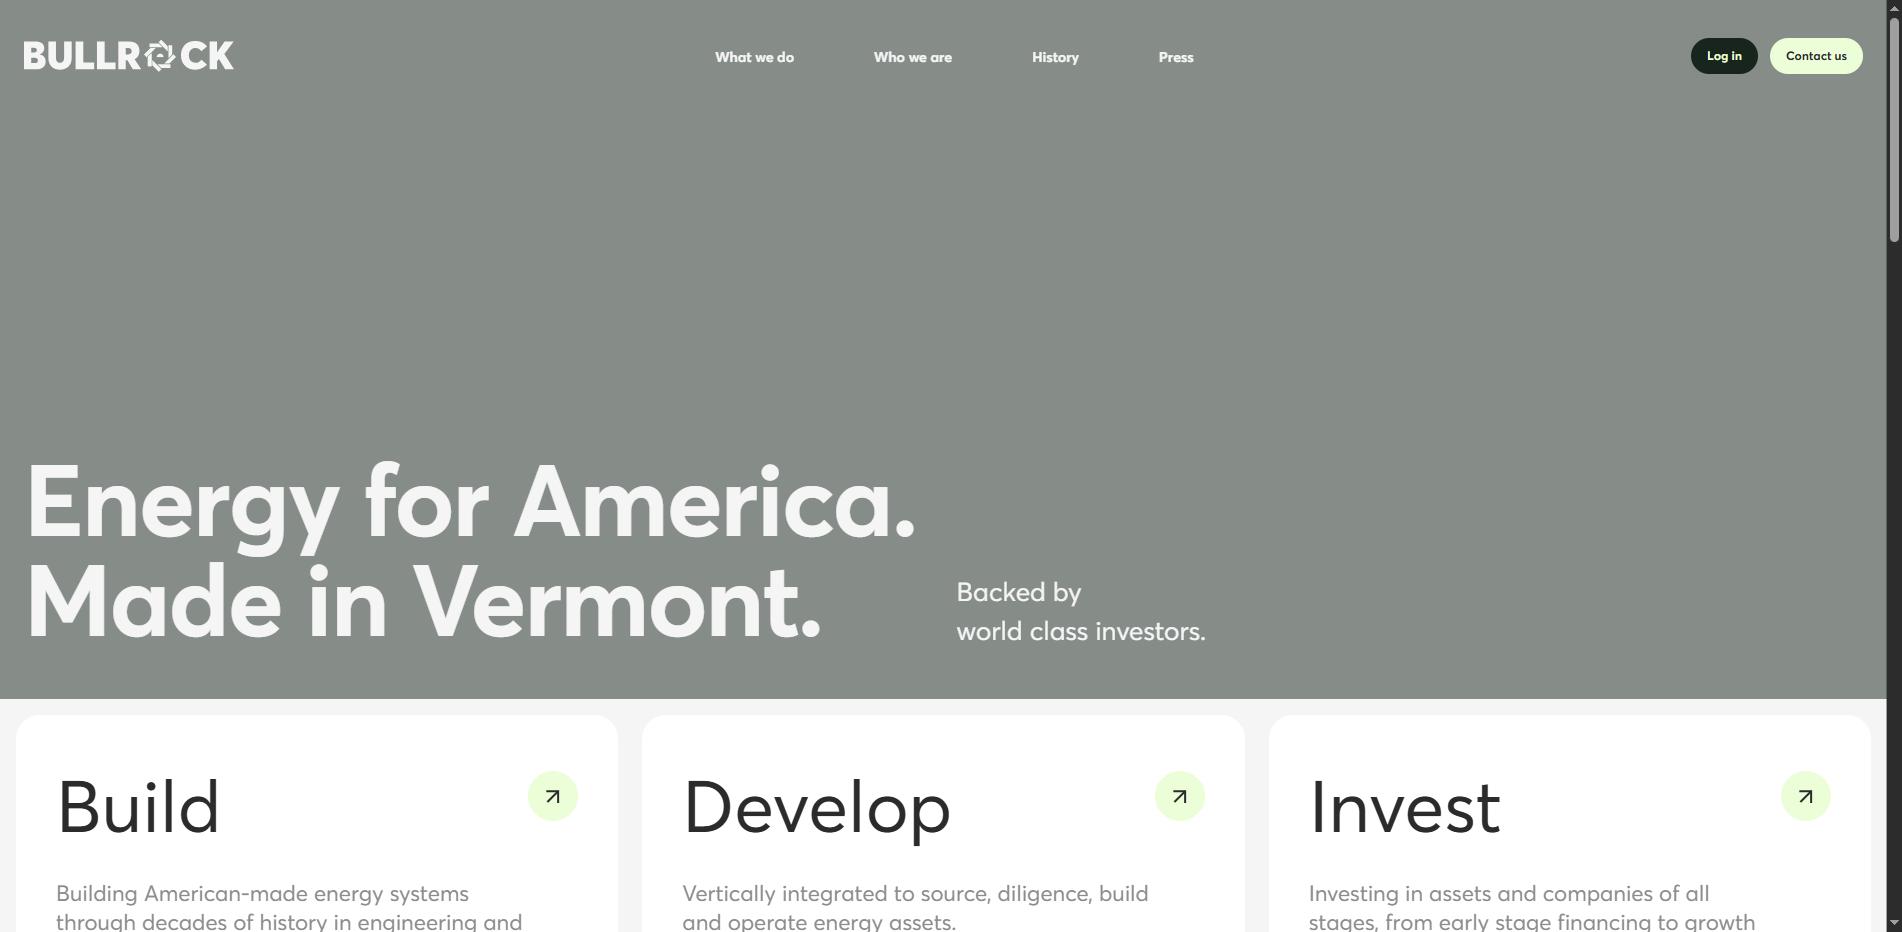 BULLROCK
What we do
Who we are
History
Press
Log in
Contact us
Energy for America.
Made in Vermont.
Backed by
world class investors.
Build
Building American-made energy systems
through decades of history in engineering and
Develop
Vertically integrated to source, diligence, build
and operate energy assets.
Invest
Investing in assets and companies of all
stages, from early stage financing to growth